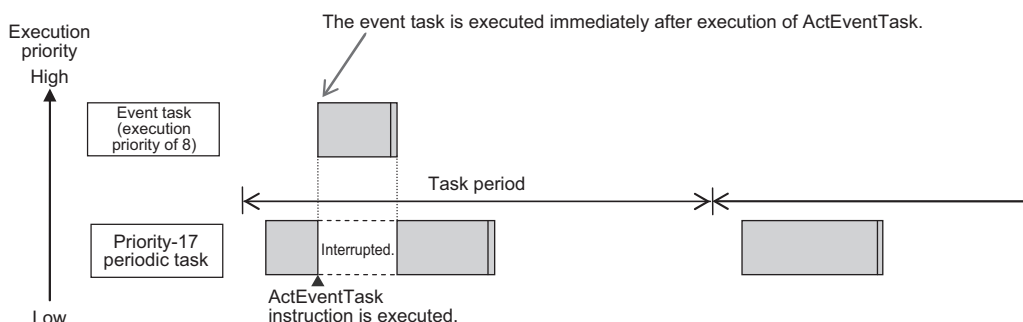 The event task is executed immediately after execution of ActEventTask.
Execution
priority
High
Event task
(execution
priority of 8)
Task period
Priority-17
periodic task
Interrupted.
ActEventTask
instruction is executed.
Low